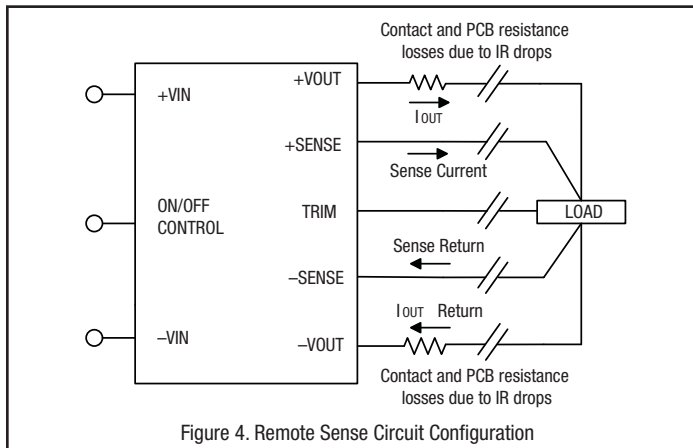 Contact and PCB resistance
losses due to IR drops
+VOUT
+VIN
IOUT
+SENSE
Sense Current
ON/OFF
CONTROL
TRIM
LOAD
Sense Return
–SENSE
IOUT Return
–VIN
–VOUT
Contact and PCB resistance
losses due to IR drops
Figure 4. Remote Sense Circuit Configuration